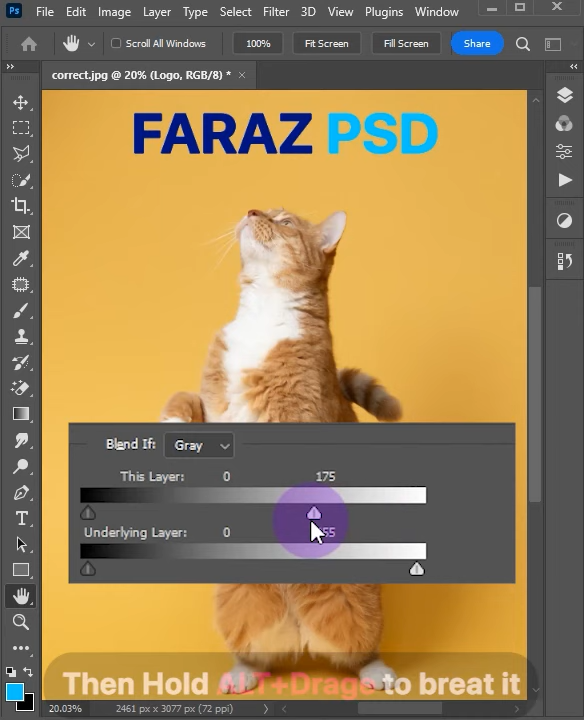 Ps File Edit Image Layer Type Select Filter 3D View Plugins Window
Scroll All Windows 100% Fit Screen Fill Screen Share
correct.jpg @ 20% (Logo, RGB/8) *
FARAZ PSD
Blend If: Gray
This Layer: 0 175
Underlying Layer: 0
Then Hold ALT+Drage to breat it
20.03% 2461 px x 3077 px (72 ppi)